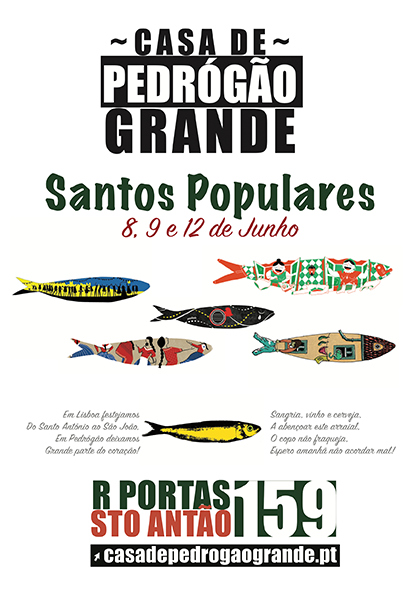 ~CASA DE~
PEDRÓGÃO
GRANDE
Santos Populares
8, 9 e 12 de Junho
Em Lisboa festejamos
Do Santo António ao São João,
Em Pedrógão deixamos
Grande parte do coração!
Sangria, vinho e cerveja,
A abençoar este arraial,
O copo não fraqueja,
Espero amanhã não acordar mal!
R PORTAS
STO ANTÃO
159
casadepedrogaogrande.pt